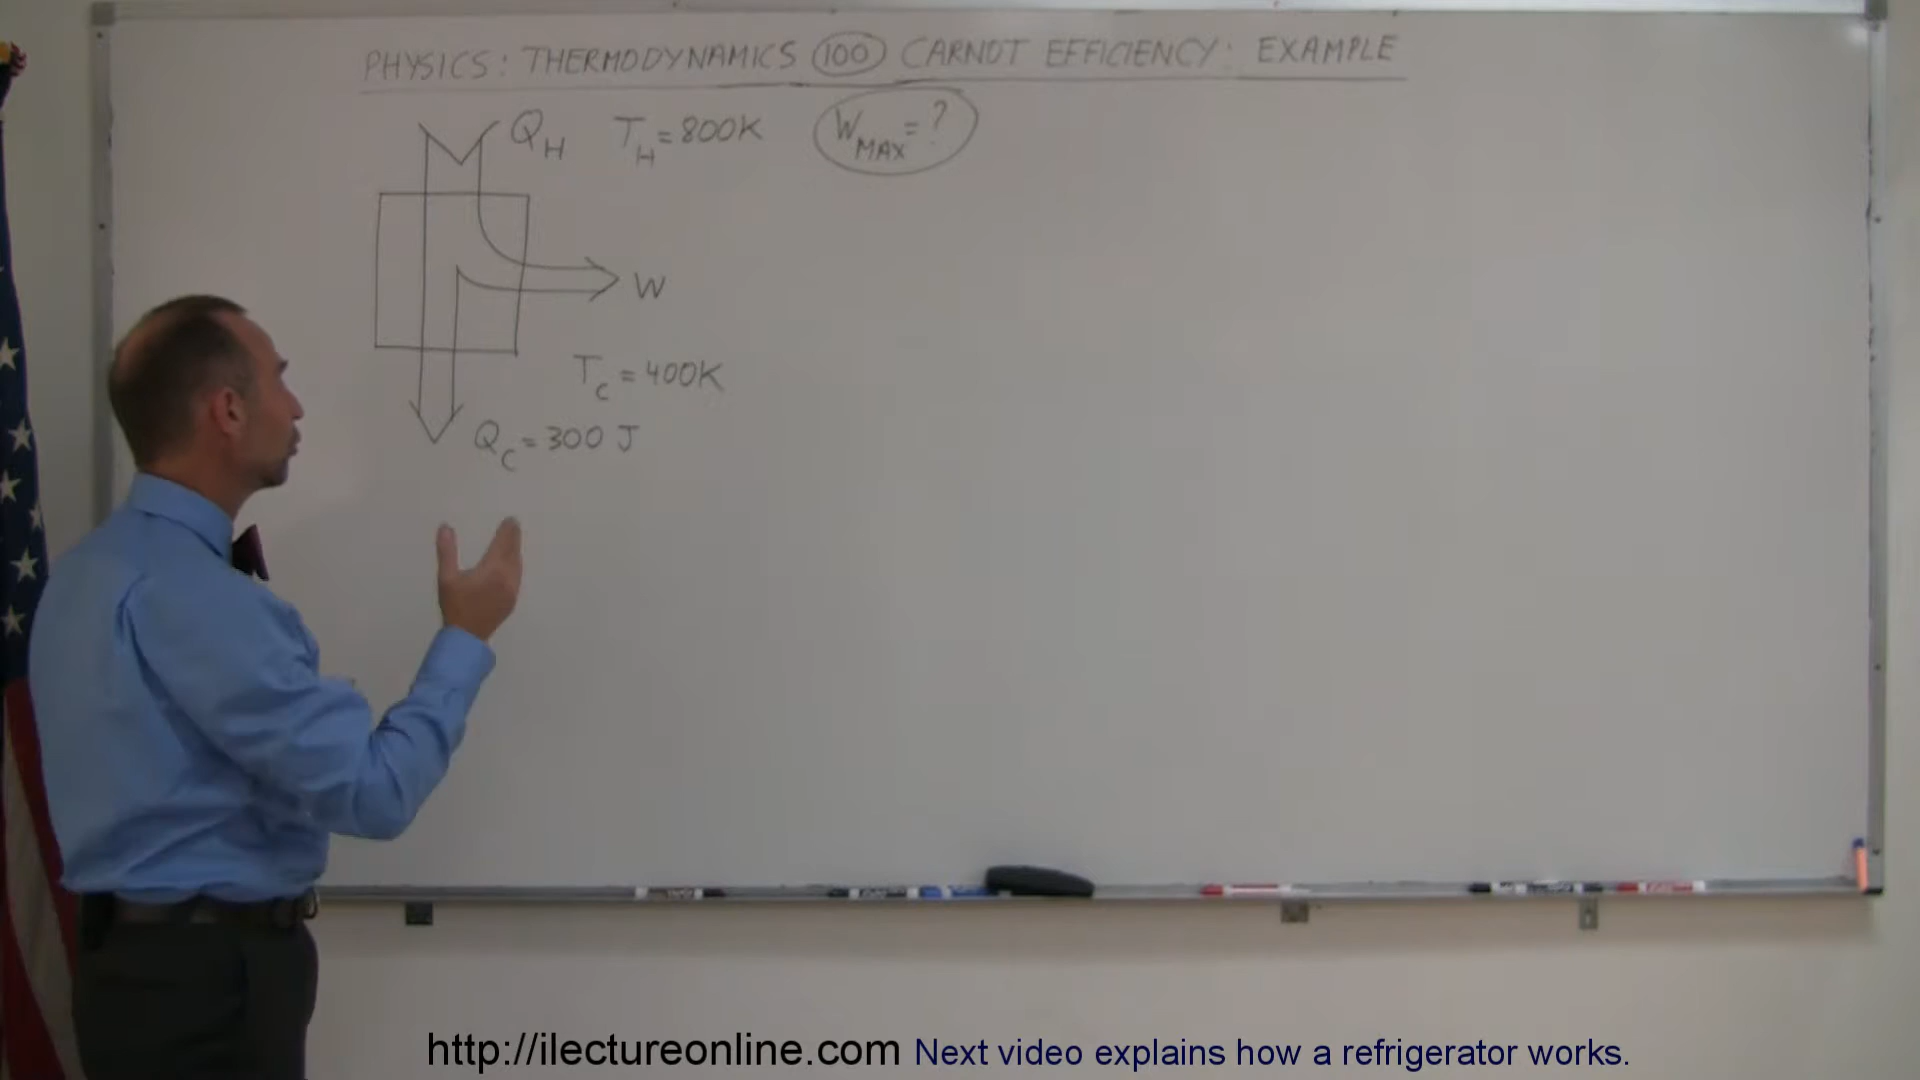 PHYSICS: THERMODYNAMICS 100 CARNOT EFFICIENCY: EXAMPLE
Q_H T_H = 800K W_MAX = ?
W
T_C = 400K
Q_C = 300 J
http://ilectureonline.com Next video explains how a refrigerator works.